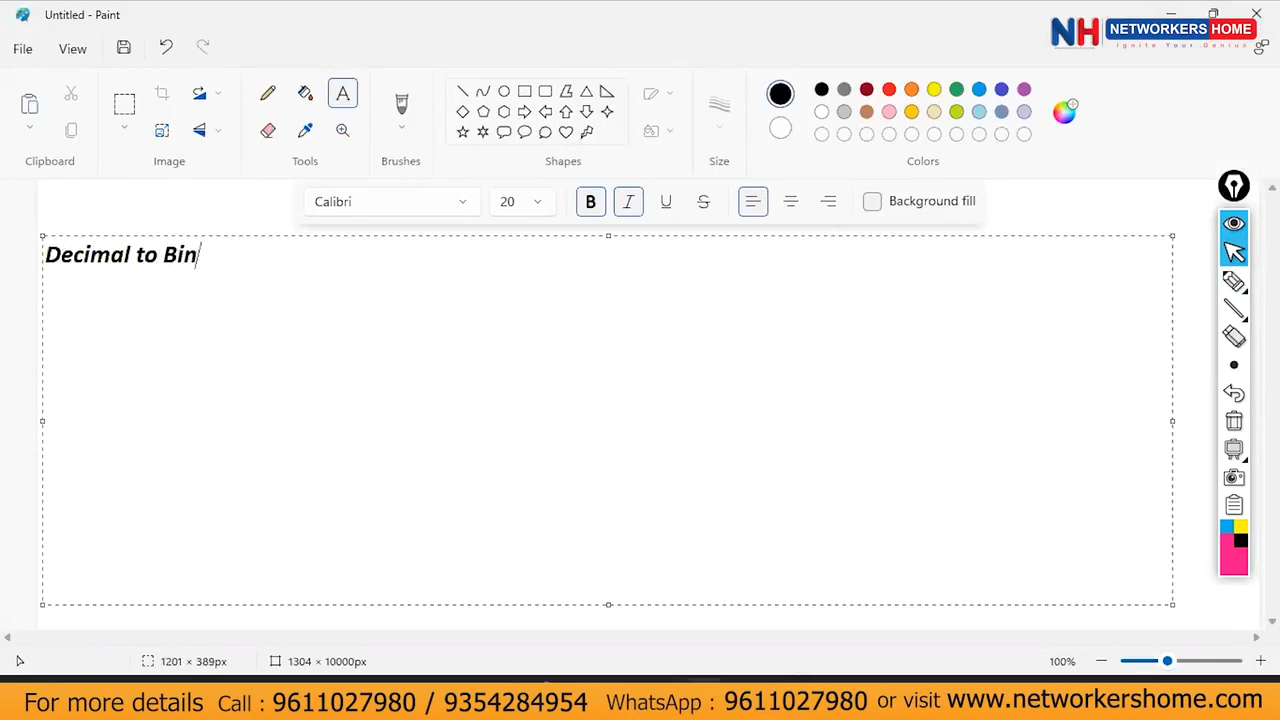 Untitled - Paint
NH NETWORKERS HOME
Ignite Your Genius
File View
Clipboard Image Tools Brushes Shapes Size Colors
Calibri 20 B I U S Background fill
Decimal to Bin
1201 × 389px 1304 × 10000px 100%
For more details Call : 9611027980 / 9354284954 WhatsApp : 9611027980 or visit www.networkershome.com